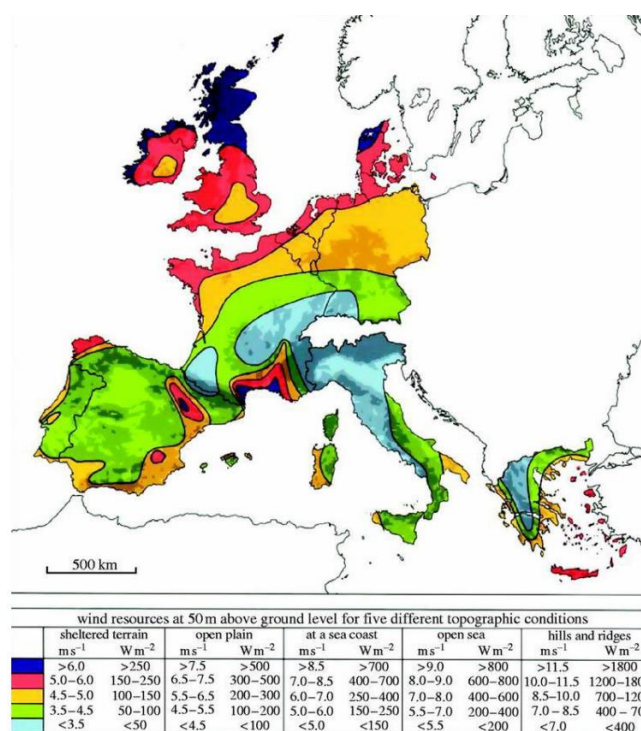 500 km
wind resources at 50 m above ground level for five different topographic conditions
sheltered terrain open plain at a sea coast open sea hills and ridges
m s⁻¹ W m⁻² m s⁻¹ W m⁻² m s⁻¹ W m⁻² m s⁻¹ W m⁻² m s⁻¹ W m⁻²
>6.0 >250 >7.5 >500 >8.5 >700 >9.0 >800 >11.5 >1800
5.0–6.0 150–250 6.5–7.5 300–500 7.0–8.5 400–700 8.0–9.0 600–800 10.0–11.5 1200–180
4.5–5.0 100–150 5.5–6.5 200–300 6.0–7.0 250–400 7.0–8.0 400–600 8.5–10.0 700–120
3.5–4.5 50–100 4.5–5.5 100–200 5.0–6.0 150–250 5.5–7.0 200–400 7.0–8.5 400–70
<3.5 <50 <4.5 <100 <5.0 <150 <5.5 <200 <7.0 <400